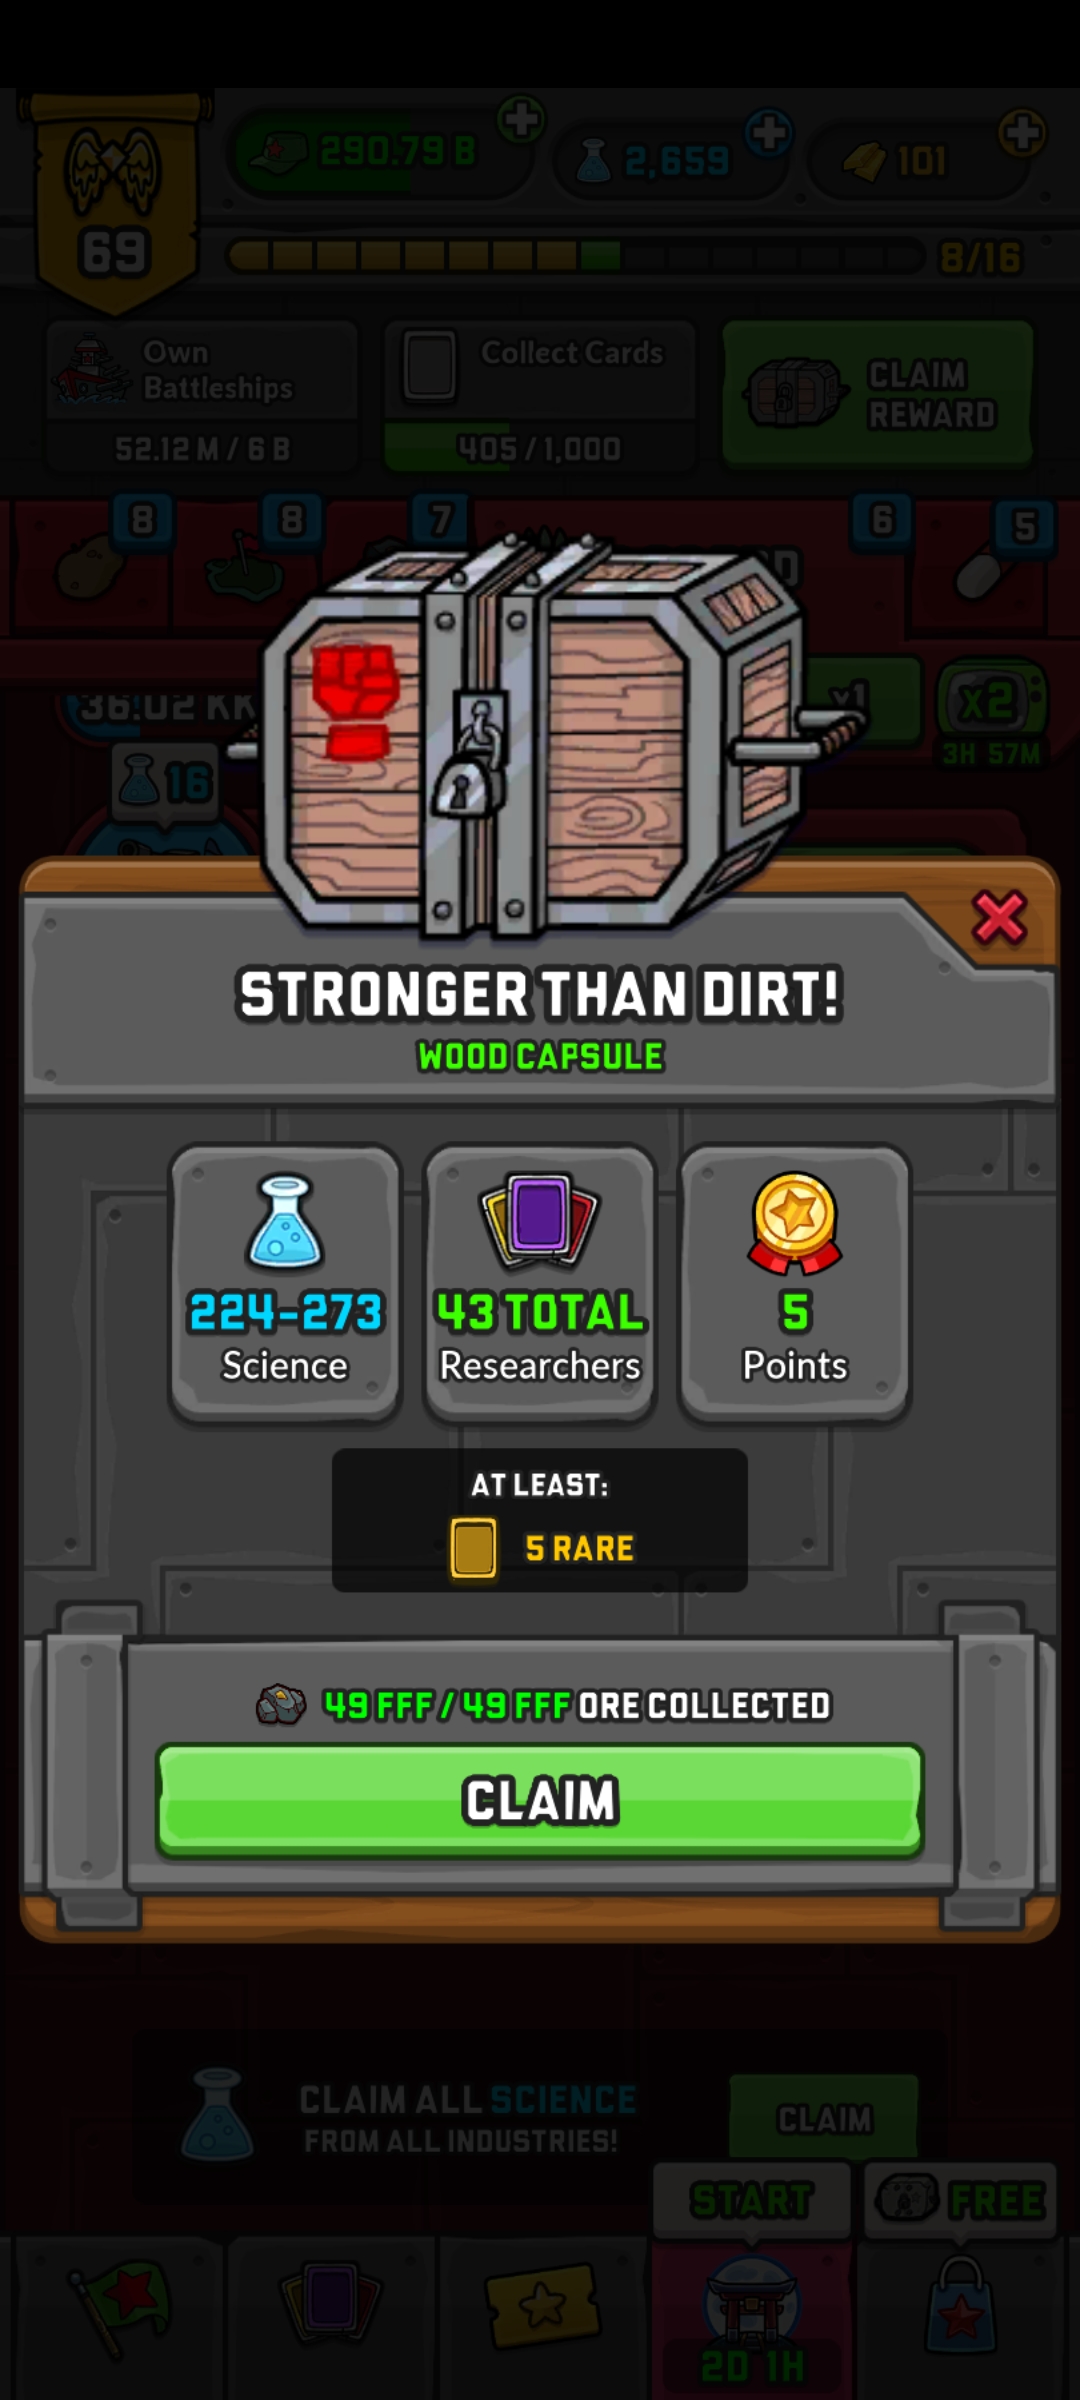 290.79 B
2,659
101
69
8/16
Own
Battleships
52.12 M / 6 B
Collect Cards
405 / 1,000
CLAIM
REWARD
8
8
7
6
5
36.02 KK
x1
x2
3H 57M
16
STRONGER THAN DIRT!
WOOD CAPSULE
224-273
Science
43 TOTAL
Researchers
5
Points
AT LEAST:
5 RARE
49 FFF / 49 FFF ORE COLLECTED
CLAIM
CLAIM ALL SCIENCE
FROM ALL INDUSTRIES!
CLAIM
START
FREE
2D 1H